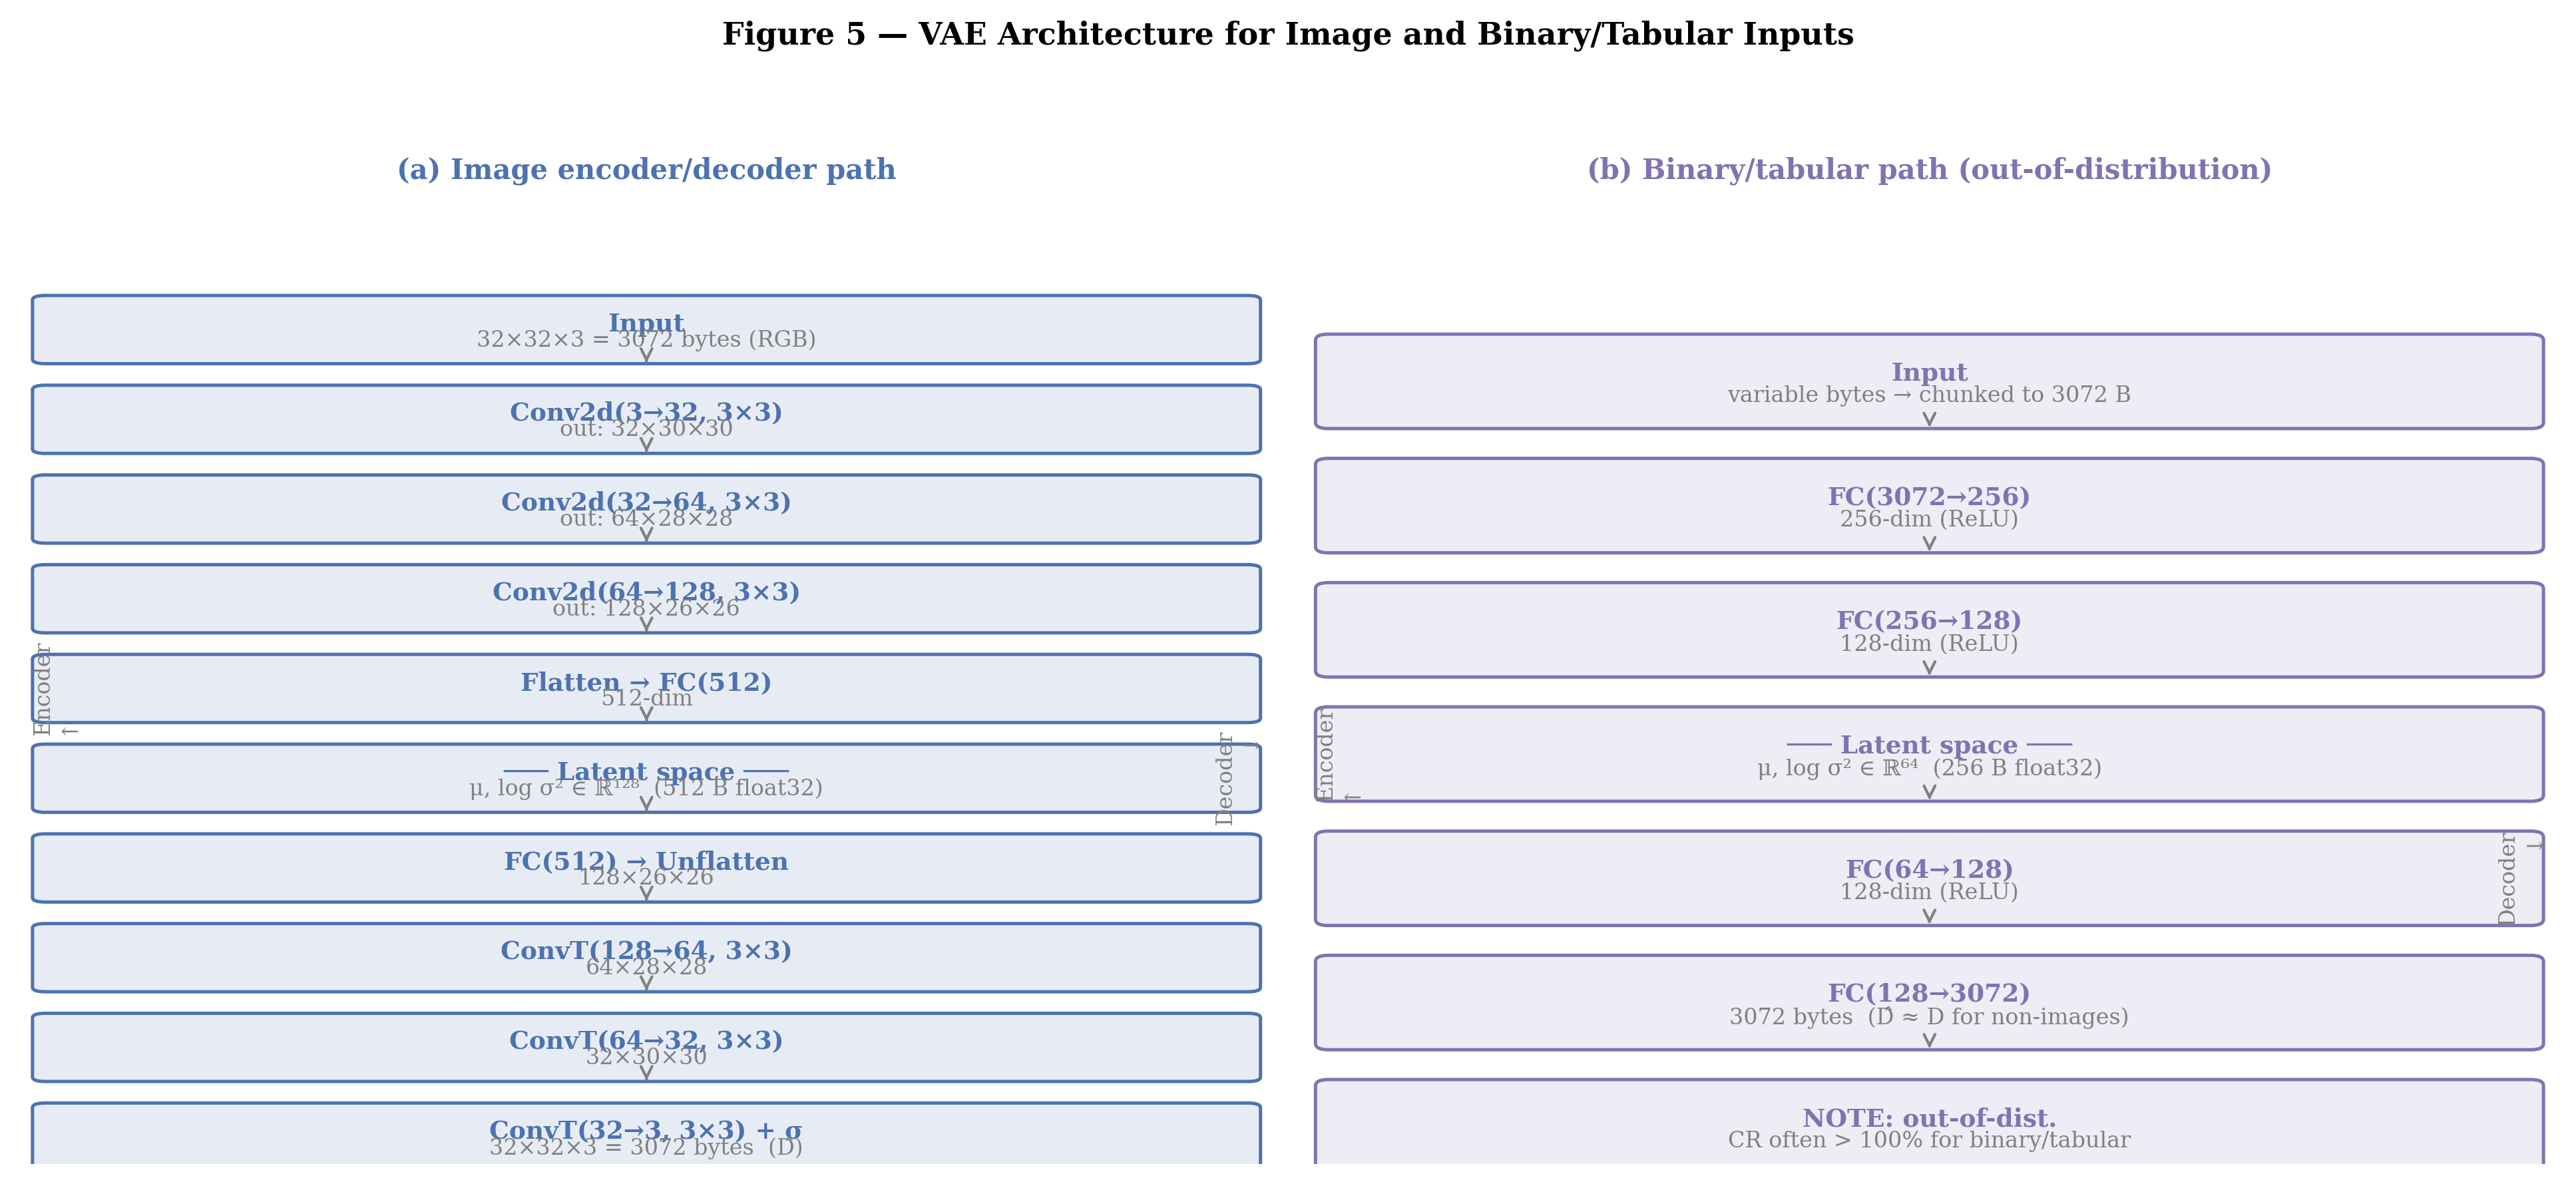 Figure 5 — VAE Architecture for Image and Binary/Tabular Inputs
(a) Image encoder/decoder path
Input
32×32×3 = 3072 bytes (RGB)
Conv2d(3→32, 3×3)
out: 32×30×30
Conv2d(32→64, 3×3)
out: 64×28×28
Conv2d(64→128, 3×3)
out: 128×26×26
Flatten → FC(512)
512-dim
Encoder
↑
── Latent space ──
μ, log σ² ∈ ℝ¹²⁸  (512 B float32)
Decoder
→
FC(512) → Unflatten
128×26×26
ConvT(128→64, 3×3)
64×28×28
ConvT(64→32, 3×3)
32×30×30
ConvT(32→3, 3×3) + σ
32×32×3 = 3072 bytes  (D̂)
(b) Binary/tabular path (out-of-distribution)
Input
variable bytes → chunked to 3072 B
FC(3072→256)
256-dim (ReLU)
FC(256→128)
128-dim (ReLU)
Encoder
↑
── Latent space ──
μ, log σ² ∈ ℝ⁶⁴  (256 B float32)
FC(64→128)
128-dim (ReLU)
Decoder
→
FC(128→3072)
3072 bytes  (D̂ ≈ D for non-images)
NOTE: out-of-dist.
CR often > 100% for binary/tabular